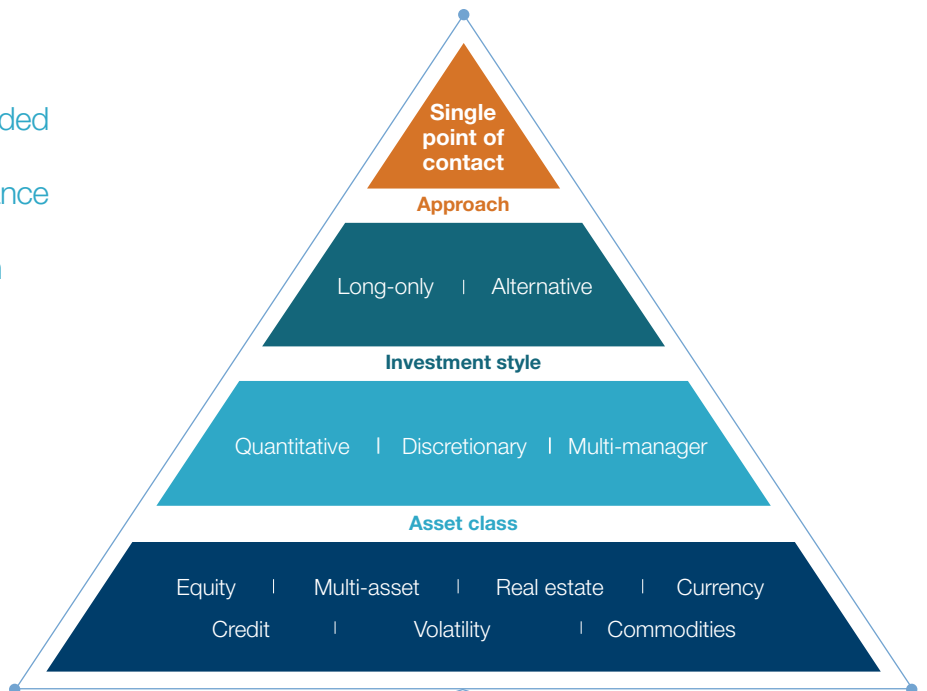 Single
point of
contact
Approach
Long-only | Alternative
Investment style
Quantitative | Discretionary | Multi-manager
Asset class
Equity | Multi-asset | Real estate | Currency
Credit | Volatility | Commodities